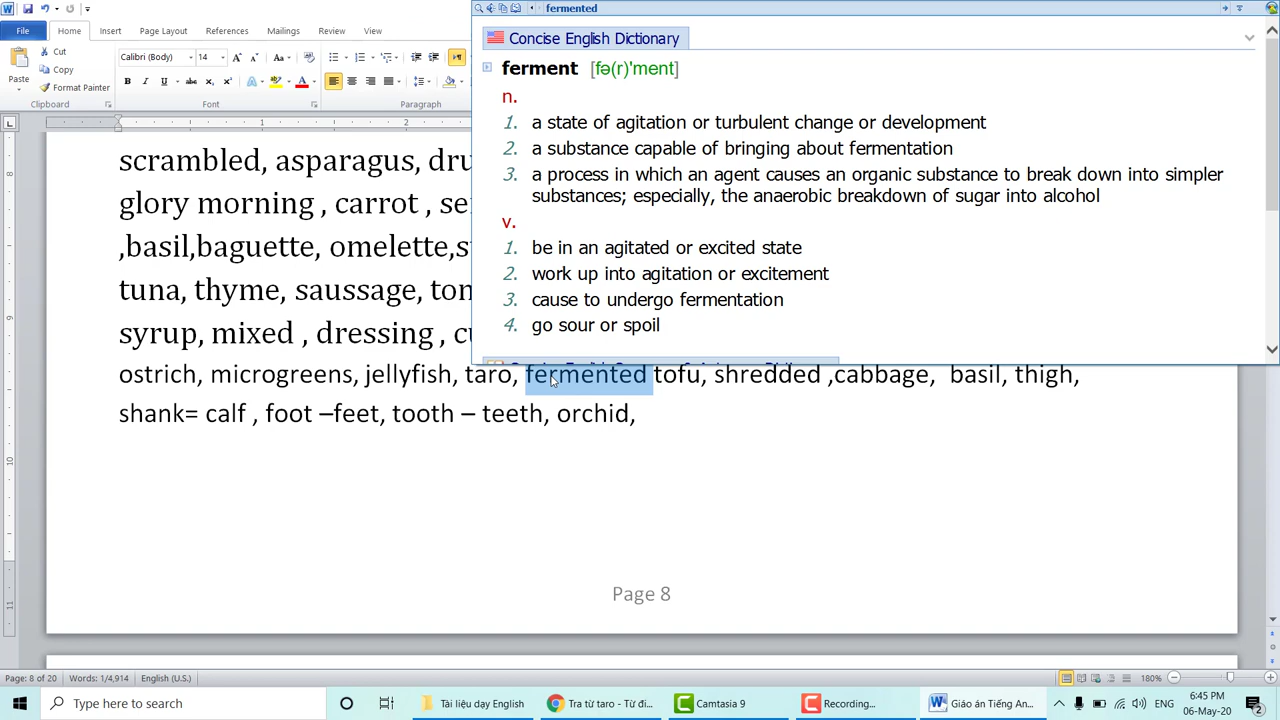 fermented
File Home Insert Page Layout References Mailings Review View
Paste Cut Copy Format Painter Clipboard
Calibri (Body) 14 Font Paragraph
Concise English Dictionary
ferment [fə(r)'ment]
n.
1. a state of agitation or turbulent change or development
2. a substance capable of bringing about fermentation
3. a process in which an agent causes an organic substance to break down into simpler
substances; especially, the anaerobic breakdown of sugar into alcohol
v.
1. be in an agitated or excited state
2. work up into agitation or excitement
3. cause to undergo fermentation
4. go sour or spoil
scrambled, asparagus,
glory morning , carrot ,
,basil,baguette, omelette,
tuna, thyme, saussage,
syrup, mixed , dressing ,
ostrich, microgreens, jellyfish, taro, fermented tofu, shredded ,cabbage, basil, thigh,
shank= calf , foot –feet, tooth – teeth, orchid,
Page 8
Page: 8 of 20 Words: 1/4,914 English (U.S.) 180%
Type here to search
Tài liệu dạy English
Tra từ taro - Từ đi...
Camtasia 9
Recording...
Giáo án Tiếng An...
ENG
6:45 PM
06-May-20
2